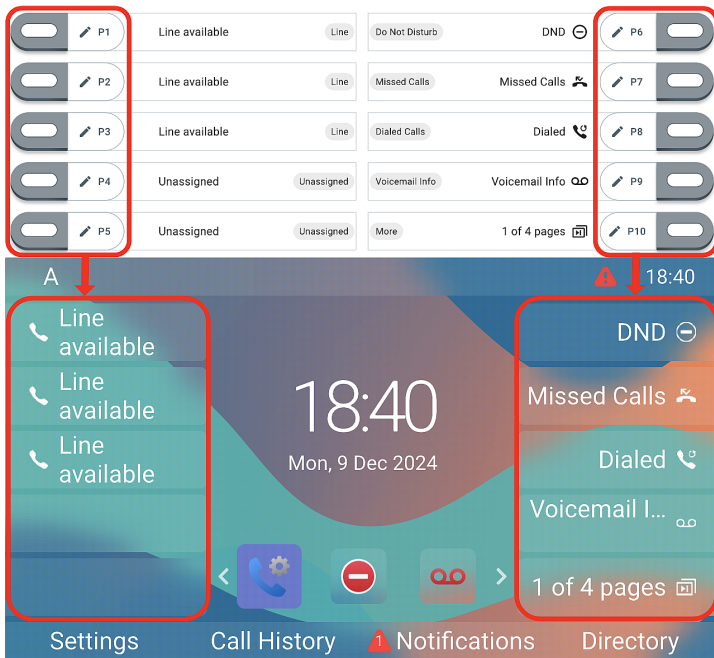 P1 Line available Line Do Not Disturb DND P6
P2 Line available Line Missed Calls Missed Calls P7
P3 Line available Line Dialed Calls Dialed P8
P4 Unassigned Unassigned Voicemail Info Voicemail Info P9
P5 Unassigned Unassigned More 1 of 4 pages P10
A 18:40
Line
available
Line
available
Line
available
18:40
Mon, 9 Dec 2024
DND
Missed Calls
Dialed
Voicemail I...
1 of 4 pages
Settings Call History 1 Notifications Directory